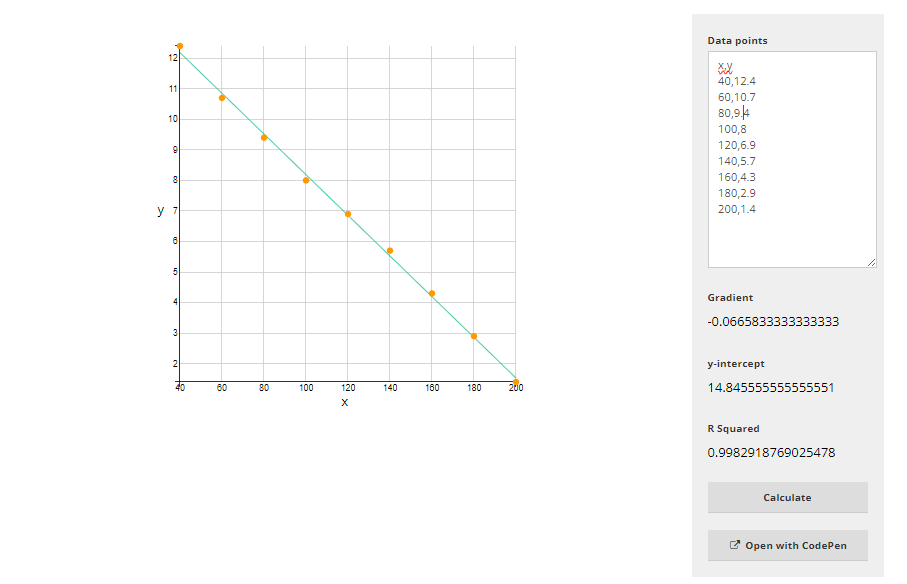 12
11
10
9
8
y 7
6
5
4
3
2
40 60 80 100 120 140 160 180 200
x
Data points
x,y
40,12.4
60,10.7
80,9.4
100,8
120,6.9
140,5.7
160,4.3
180,2.9
200,1.4
Gradient
-0.0665833333333333
y-intercept
14.845555555555551
R Squared
0.9982918769025478
Calculate
Open with CodePen